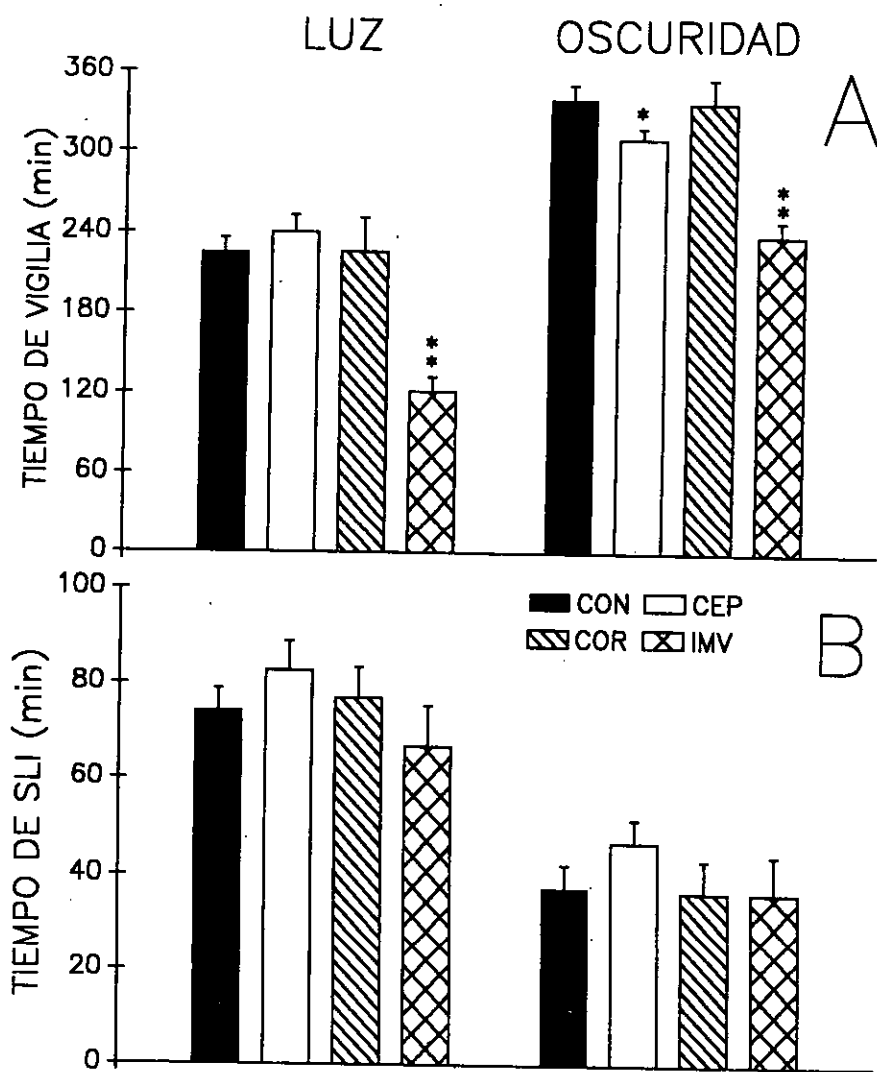 LUZ OSCURIDAD
A
TIEMPO DE VIGILIA (min)
360
300
240
180
120
60
0
*
**
**
B
TIEMPO DE SLI (min)
100
80
60
40
20
0
CON CEP
COR IMV